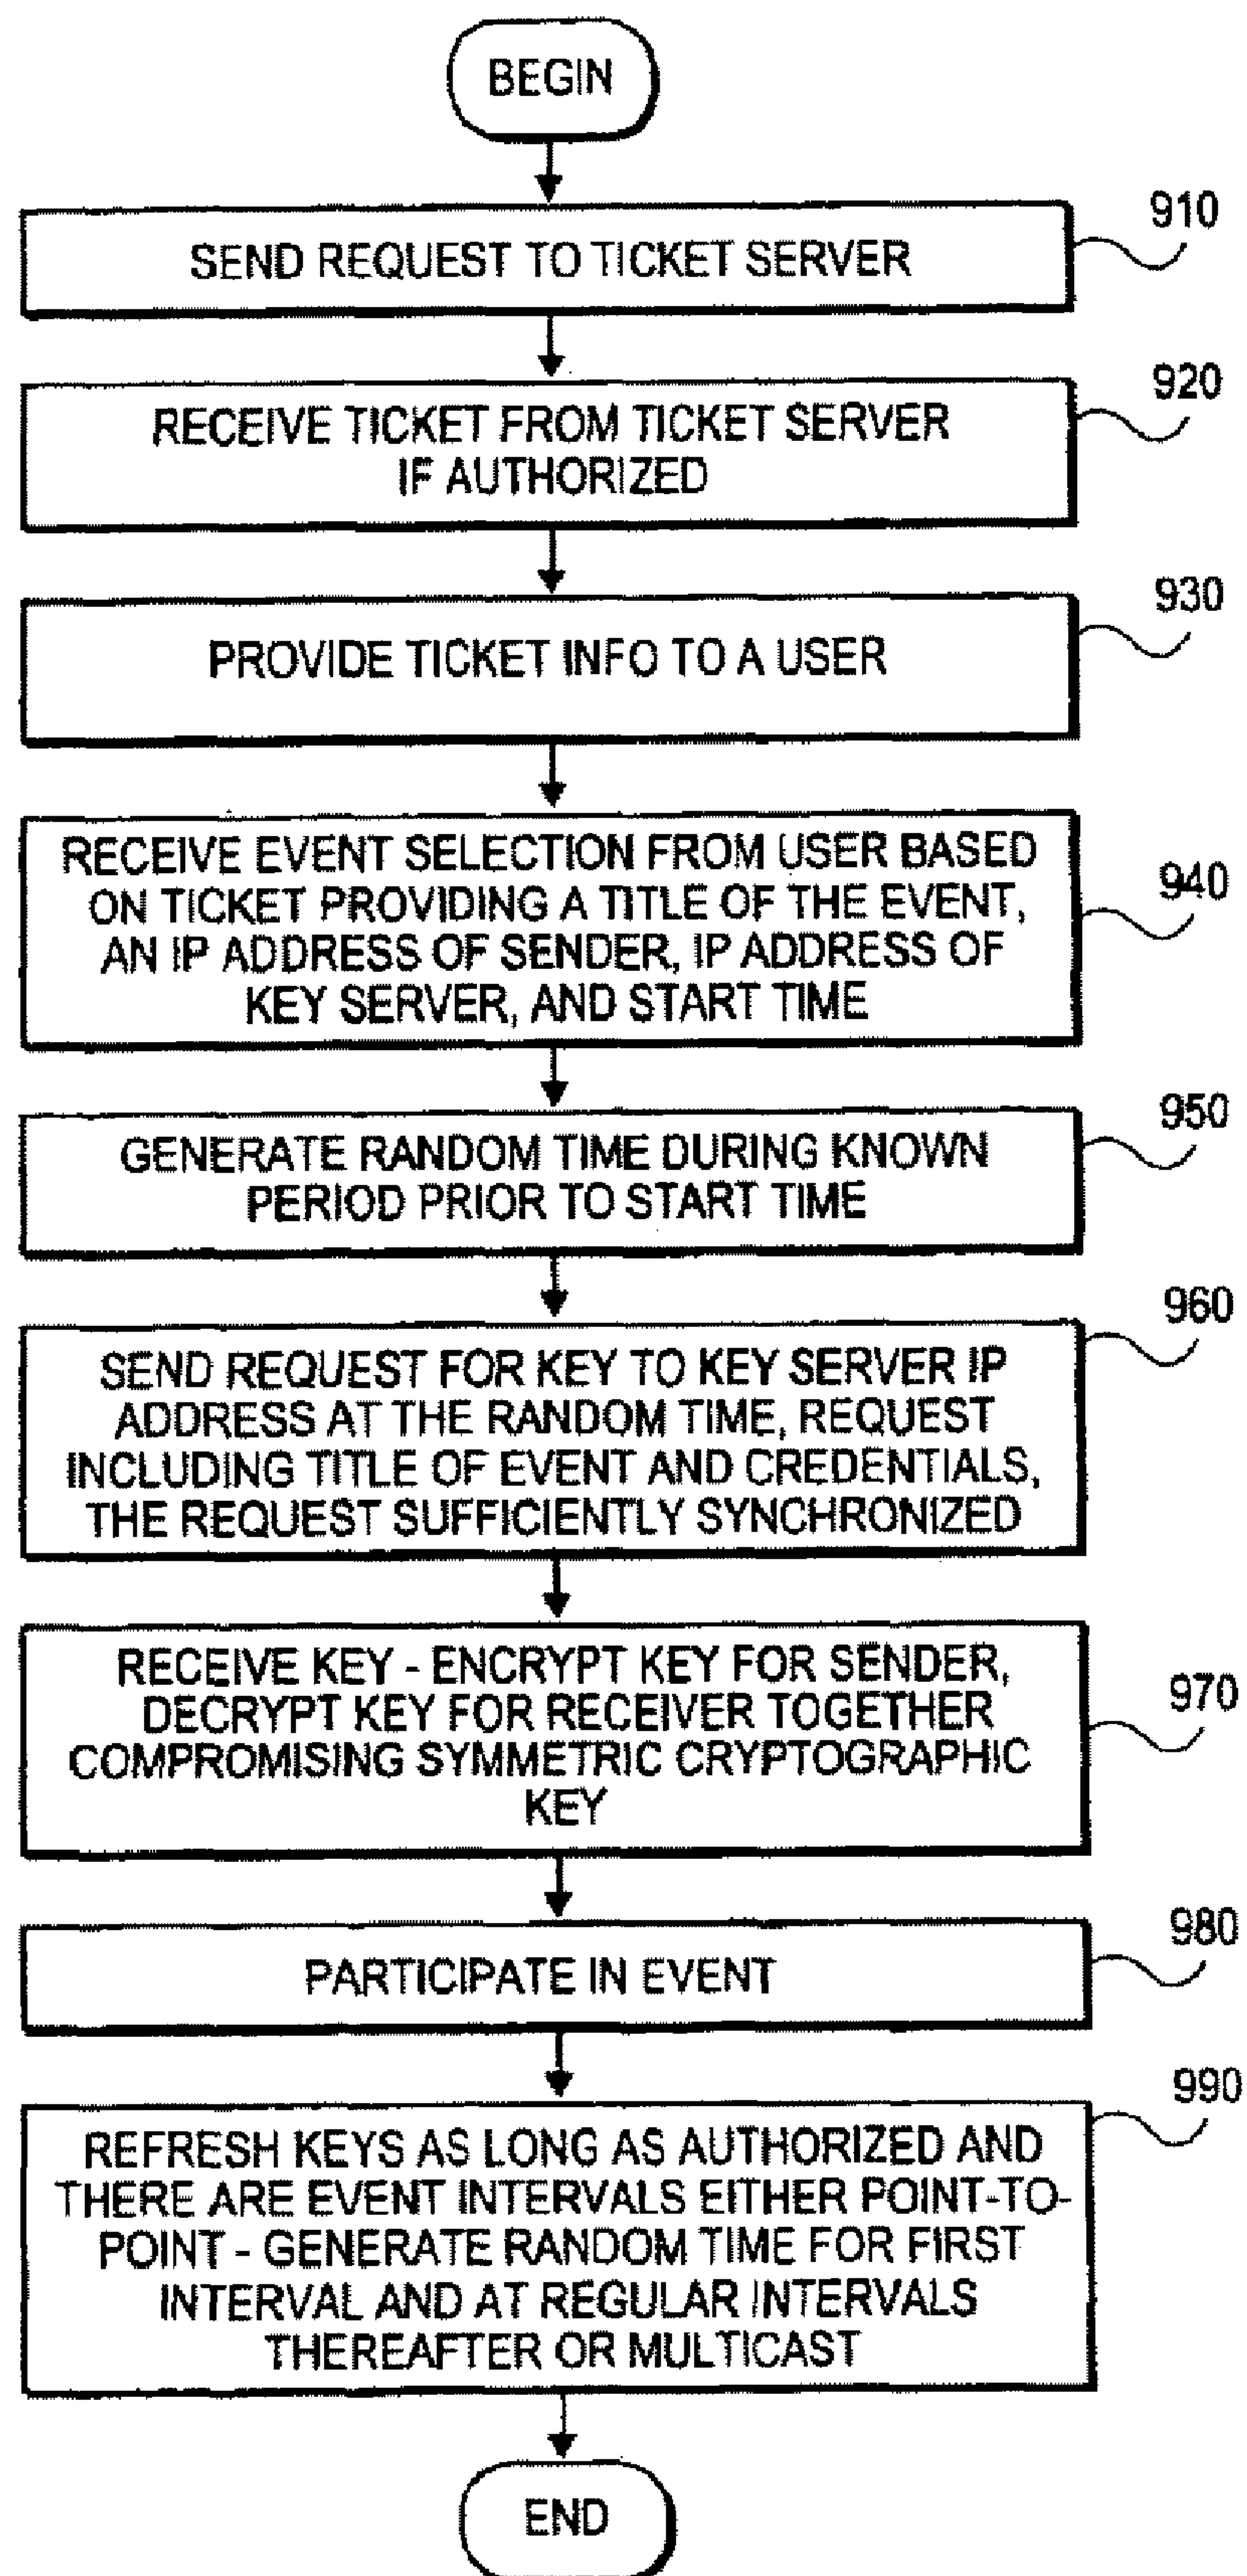 BEGIN
910
SEND REQUEST TO TICKET SERVER
920
RECEIVE TICKET FROM TICKET SERVER
IF AUTHORIZED
930
PROVIDE TICKET INFO TO A USER
940
RECEIVE EVENT SELECTION FROM USER BASED
ON TICKET PROVIDING A TITLE OF THE EVENT,
AN IP ADDRESS OF SENDER, IP ADDRESS OF
KEY SERVER, AND START TIME
950
GENERATE RANDOM TIME DURING KNOWN
PERIOD PRIOR TO START TIME
960
SEND REQUEST FOR KEY TO KEY SERVER IP
ADDRESS AT THE RANDOM TIME, REQUEST
INCLUDING TITLE OF EVENT AND CREDENTIALS,
THE REQUEST SUFFICIENTLY SYNCHRONIZED
970
RECEIVE KEY - ENCRYPT KEY FOR SENDER,
DECRYPT KEY FOR RECEIVER TOGETHER
COMPROMISING SYMMETRIC CRYPTOGRAPHIC
KEY
980
PARTICIPATE IN EVENT
990
REFRESH KEYS AS LONG AS AUTHORIZED AND
THERE ARE EVENT INTERVALS EITHER POINT-TO-
POINT - GENERATE RANDOM TIME FOR FIRST
INTERVAL AND AT REGULAR INTERVALS
THEREAFTER OR MULTICAST
END